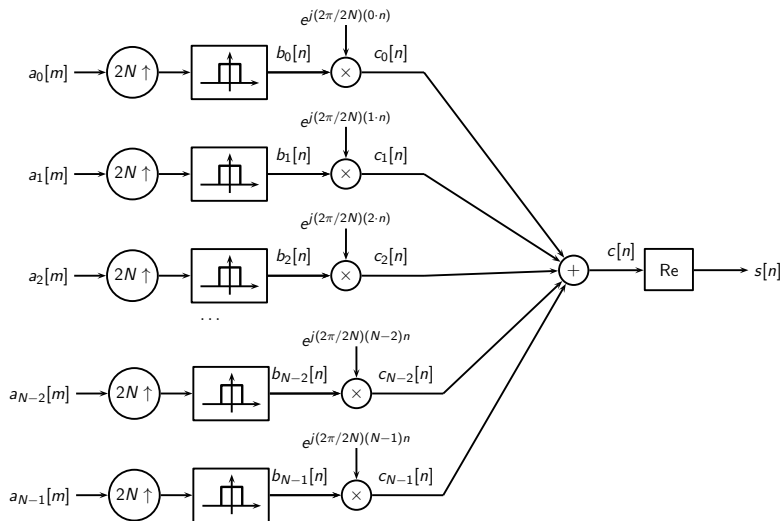 e^{j(2π/2N)(0·n)}
a_0[m] 2N ↑ b_0[n] × c_0[n]
e^{j(2π/2N)(1·n)}
a_1[m] 2N ↑ b_1[n] × c_1[n]
e^{j(2π/2N)(2·n)}
a_2[m] 2N ↑ b_2[n] × c_2[n] + c[n] Re s[n]
...
e^{j(2π/2N)(N−2)n}
a_{N−2}[m] 2N ↑ b_{N−2}[n] × c_{N−2}[n]
e^{j(2π/2N)(N−1)n}
a_{N−1}[m] 2N ↑ b_{N−1}[n] × c_{N−1}[n]